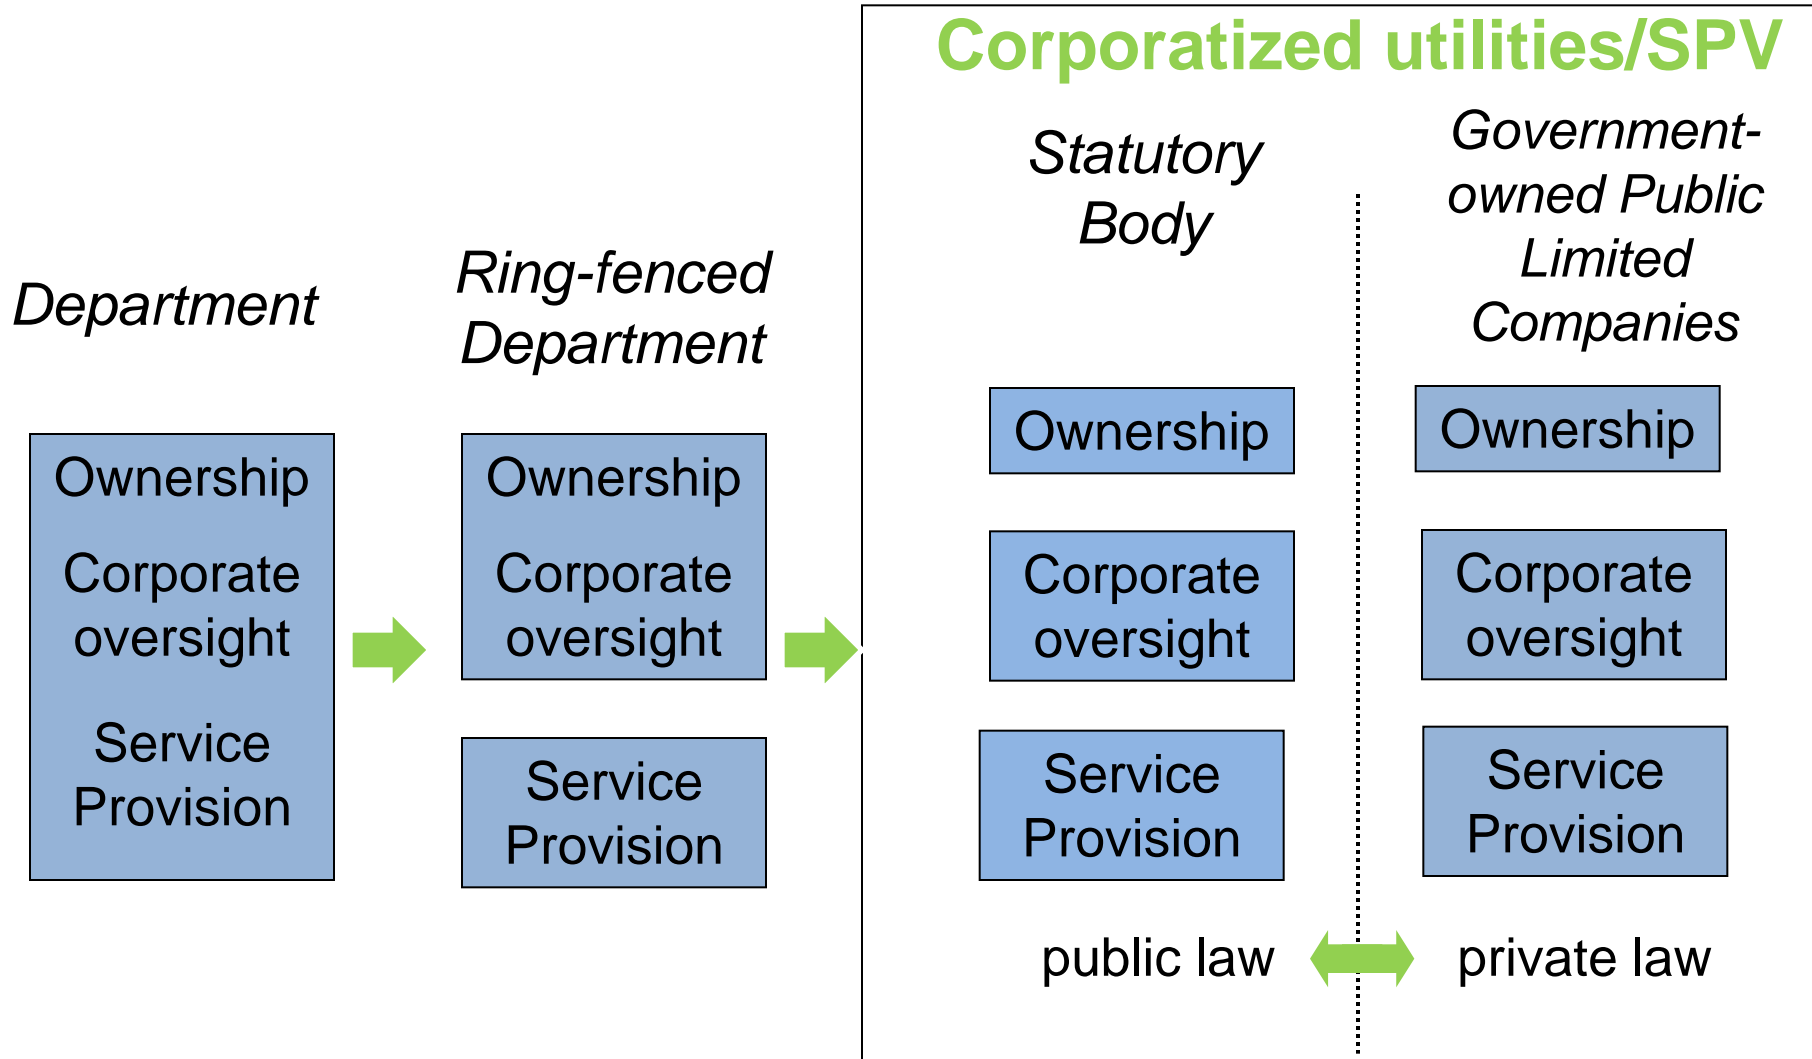 Corporatized utilities/SPV
Department
Ownership
Corporate
oversight
Service
Provision
Ring-fenced
Department
Ownership
Corporate
oversight
Service
Provision
Statutory
Body
Ownership
Corporate
oversight
Service
Provision
public law
Government-
owned Public
Limited
Companies
Ownership
Corporate
oversight
Service
Provision
private law